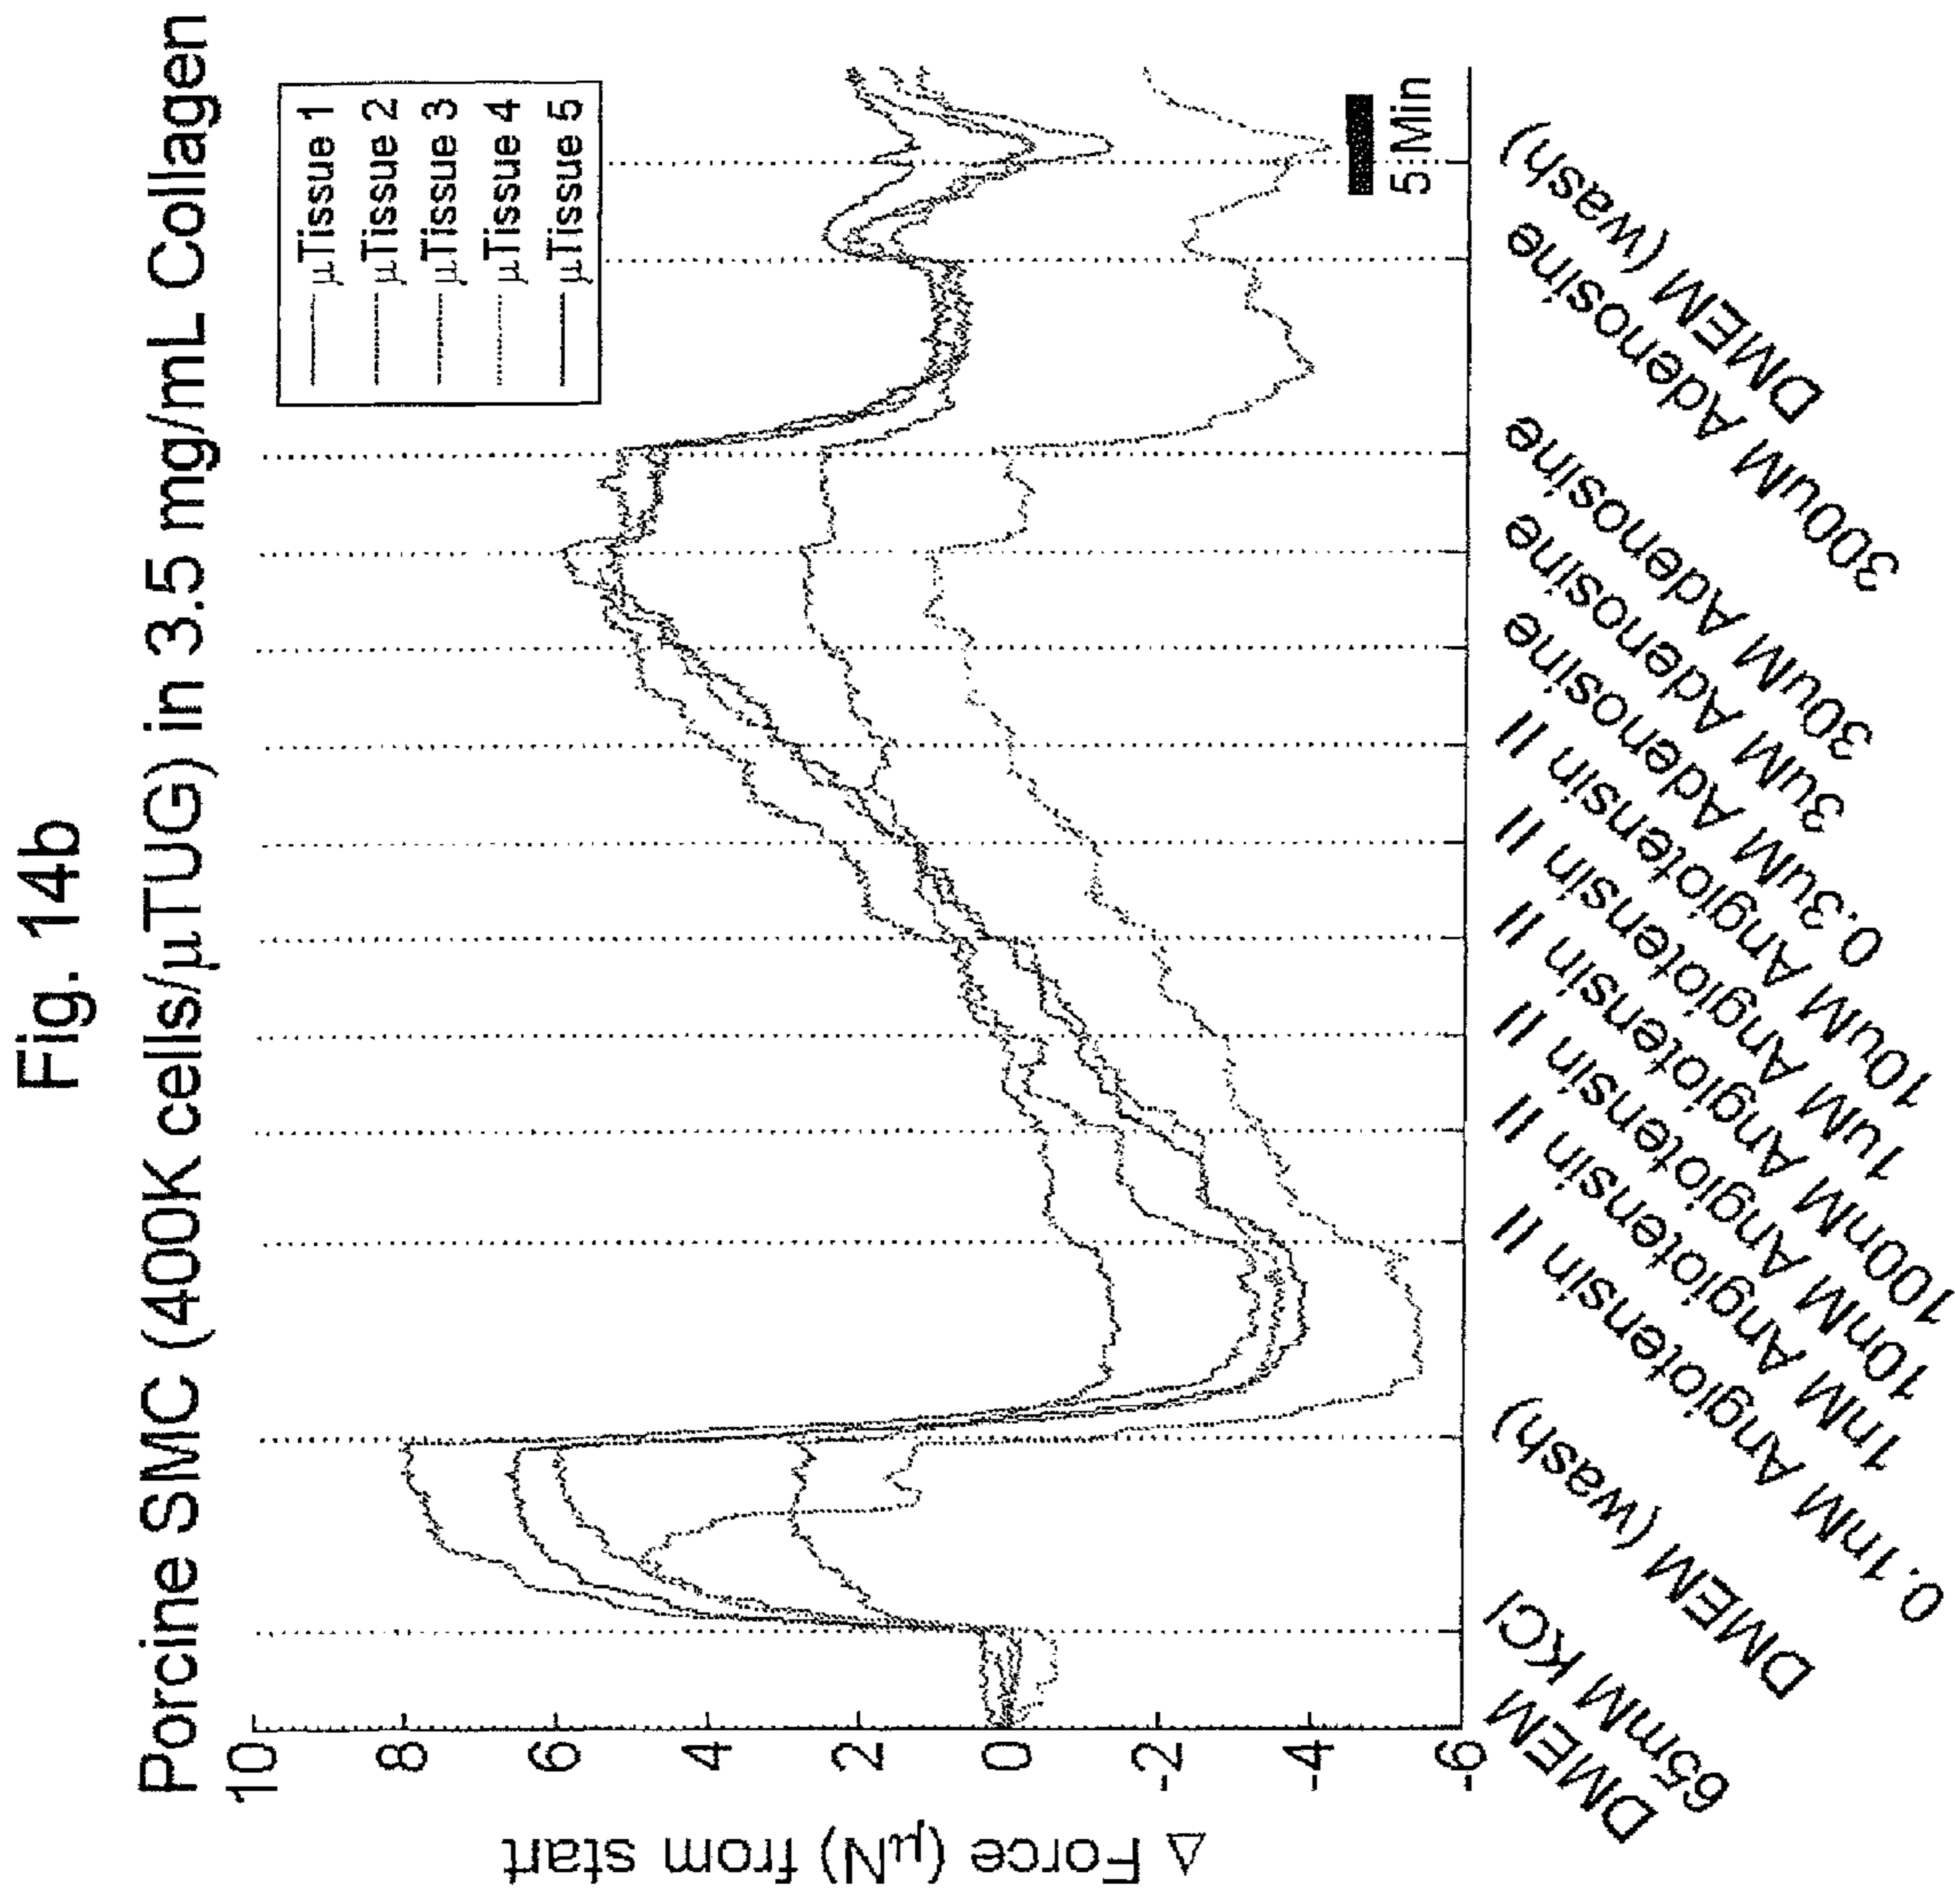 Fig. 14b
Porcine SMC (400K cells/μTUG) in 3.5 mg/mL Collagen
μTissue 1
μTissue 2
μTissue 3
μTissue 4
μTissue 5
Δ Force (μN) from start
10
8
6
4
2
0
-2
-4
-6
5 Min
DMEM
65mM KCl
DMEM (wash)
0.1nM Angiotensin II
1nM Angiotensin II
10nM Angiotensin II
100nM Angiotensin II
1uM Angiotensin II
10uM Angiotensin II
0.3uM Adenosine
3uM Adenosine
30uM Adenosine
300uM Adenosine
DMEM (wash)